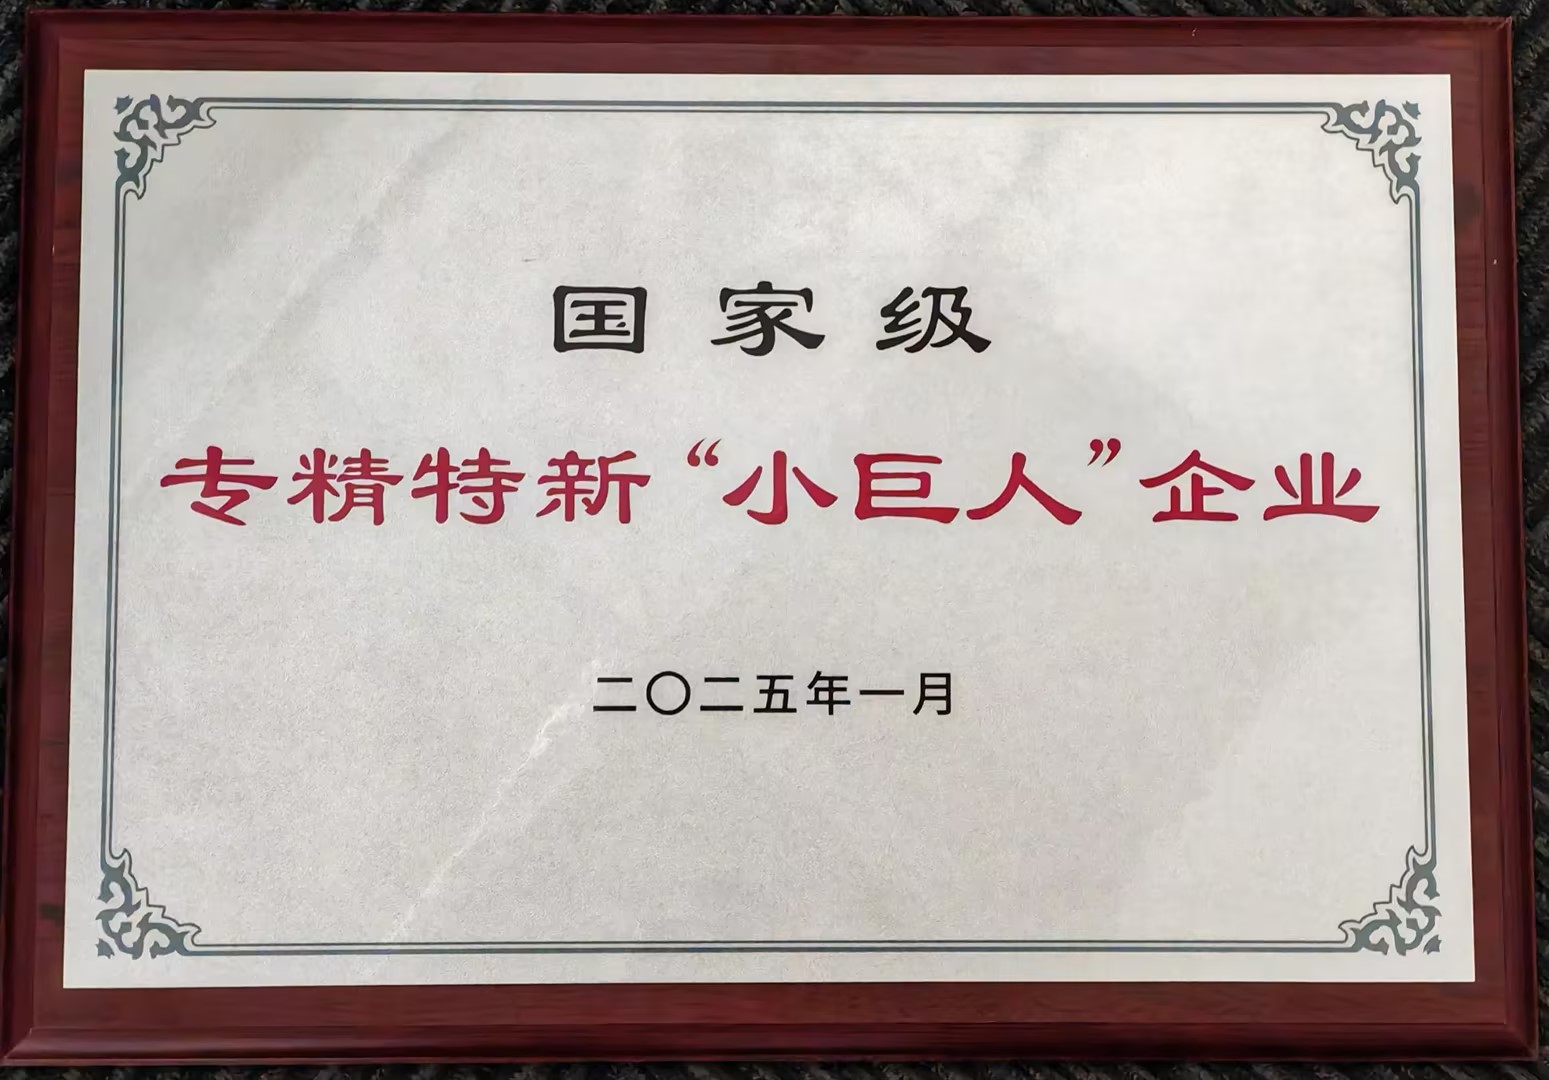 国家级
专精特新“小巨人”企业
二〇二五年一月